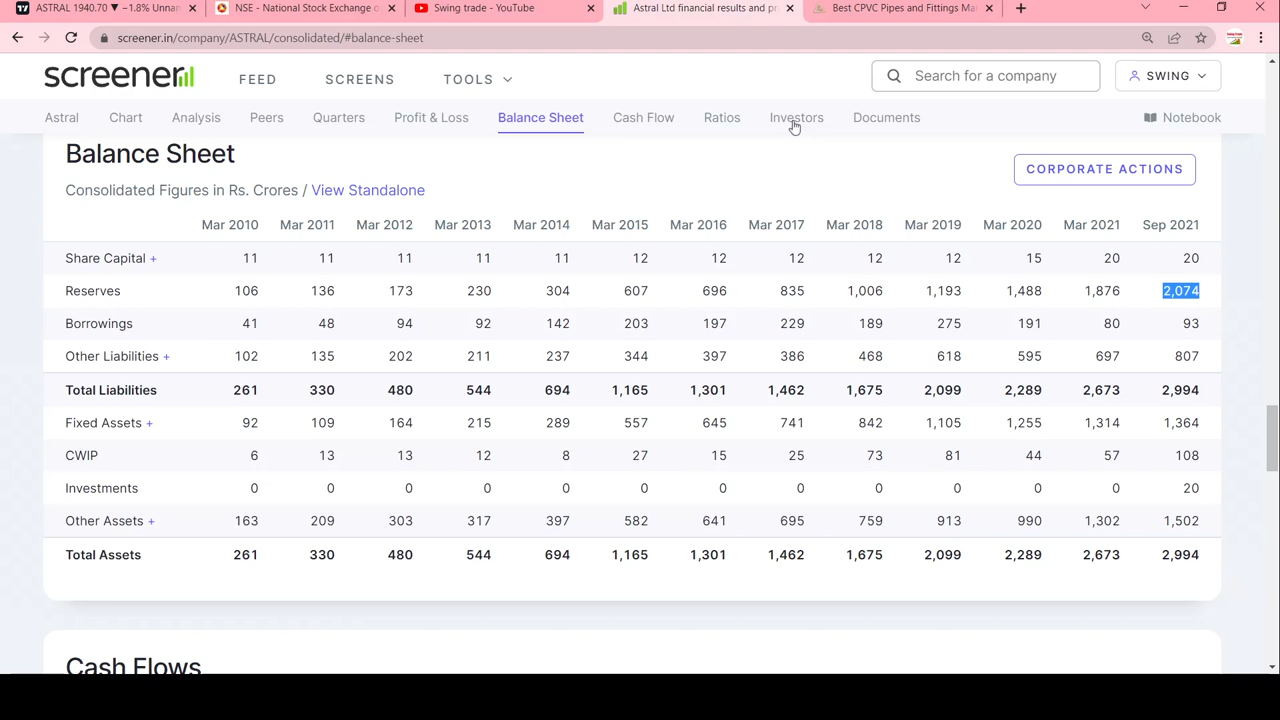 ASTRAL 1940.70 ▼ −1.8% Unnan × NSE - National Stock Exchange o × Swing trade - YouTube × Astral Ltd financial results and pr × Best CPVC Pipes and Fittings Ma × +
screener.in/company/ASTRAL/consolidated/#balance-sheet
screener FEED SCREENS TOOLS Search for a company SWING
Astral Chart Analysis Peers Quarters Profit & Loss Balance Sheet Cash Flow Ratios Investors Documents Notebook
Balance Sheet
CORPORATE ACTIONS
Consolidated Figures in Rs. Crores / View Standalone
Mar 2010 Mar 2011 Mar 2012 Mar 2013 Mar 2014 Mar 2015 Mar 2016 Mar 2017 Mar 2018 Mar 2019 Mar 2020 Mar 2021 Sep 2021
Share Capital + 11 11 11 11 11 12 12 12 12 12 15 20 20
Reserves 106 136 173 230 304 607 696 835 1,006 1,193 1,488 1,876 2,074
Borrowings 41 48 94 92 142 203 197 229 189 275 191 80 93
Other Liabilities + 102 135 202 211 237 344 397 386 468 618 595 697 807
Total Liabilities 261 330 480 544 694 1,165 1,301 1,462 1,675 2,099 2,289 2,673 2,994
Fixed Assets + 92 109 164 215 289 557 645 741 842 1,105 1,255 1,314 1,364
CWIP 6 13 13 12 8 27 15 25 73 81 44 57 108
Investments 0 0 0 0 0 0 0 0 0 0 0 0 20
Other Assets + 163 209 303 317 397 582 641 695 759 913 990 1,302 1,502
Total Assets 261 330 480 544 694 1,165 1,301 1,462 1,675 2,099 2,289 2,673 2,994
Cash Flows